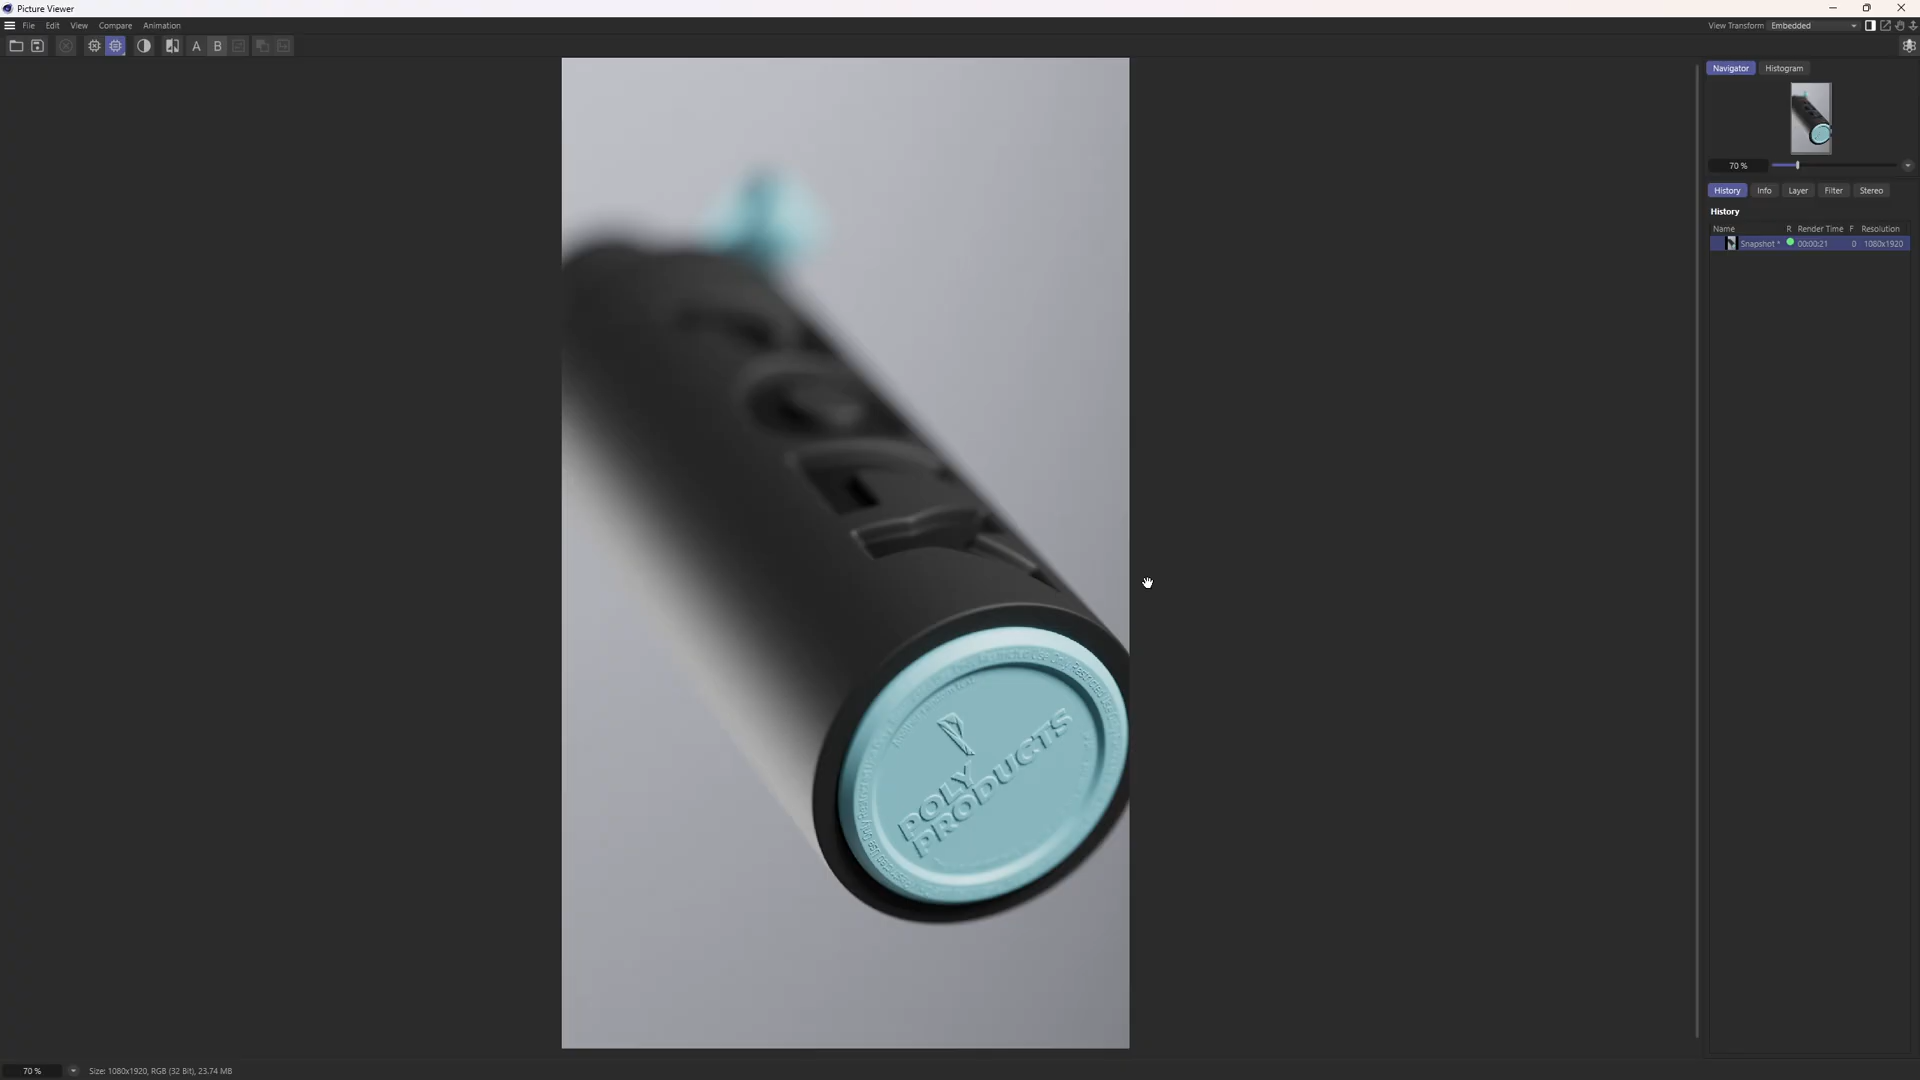 Picture Viewer
File Edit View Compare Animation
View Transform Embedded
A B
Navigator Histogram
70 %
History Info Layer Filter Stereo
History
Name R Render Time F Resolution
Snapshot * 00:00:21 0 1080x1920
POLY
POLY
PRODUCTS
70 %
Size: 1080x1920, RGB (32 Bit), 23.74 MB